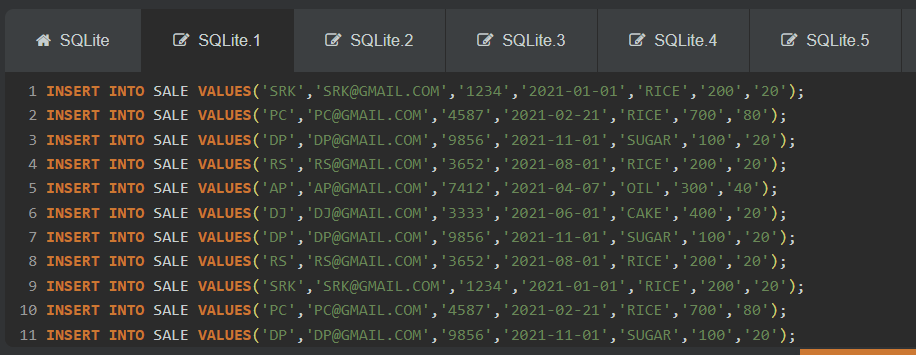 SQLite SQLite.1 SQLite.2 SQLite.3 SQLite.4 SQLite.5
1 INSERT INTO SALE VALUES('SRK','SRK@GMAIL.COM','1234','2021-01-01','RICE','200','20');
2 INSERT INTO SALE VALUES('PC','PC@GMAIL.COM','4587','2021-02-21','RICE','700','80');
3 INSERT INTO SALE VALUES('DP','DP@GMAIL.COM','9856','2021-11-01','SUGAR','100','20');
4 INSERT INTO SALE VALUES('RS','RS@GMAIL.COM','3652','2021-08-01','RICE','200','20');
5 INSERT INTO SALE VALUES('AP','AP@GMAIL.COM','7412','2021-04-07','OIL','300','40');
6 INSERT INTO SALE VALUES('DJ','DJ@GMAIL.COM','3333','2021-06-01','CAKE','400','20');
7 INSERT INTO SALE VALUES('DP','DP@GMAIL.COM','9856','2021-11-01','SUGAR','100','20');
8 INSERT INTO SALE VALUES('RS','RS@GMAIL.COM','3652','2021-08-01','RICE','200','20');
9 INSERT INTO SALE VALUES('SRK','SRK@GMAIL.COM','1234','2021-01-01','RICE','200','20');
10 INSERT INTO SALE VALUES('PC','PC@GMAIL.COM','4587','2021-02-21','RICE','700','80');
11 INSERT INTO SALE VALUES('DP','DP@GMAIL.COM','9856','2021-11-01','SUGAR','100','20');